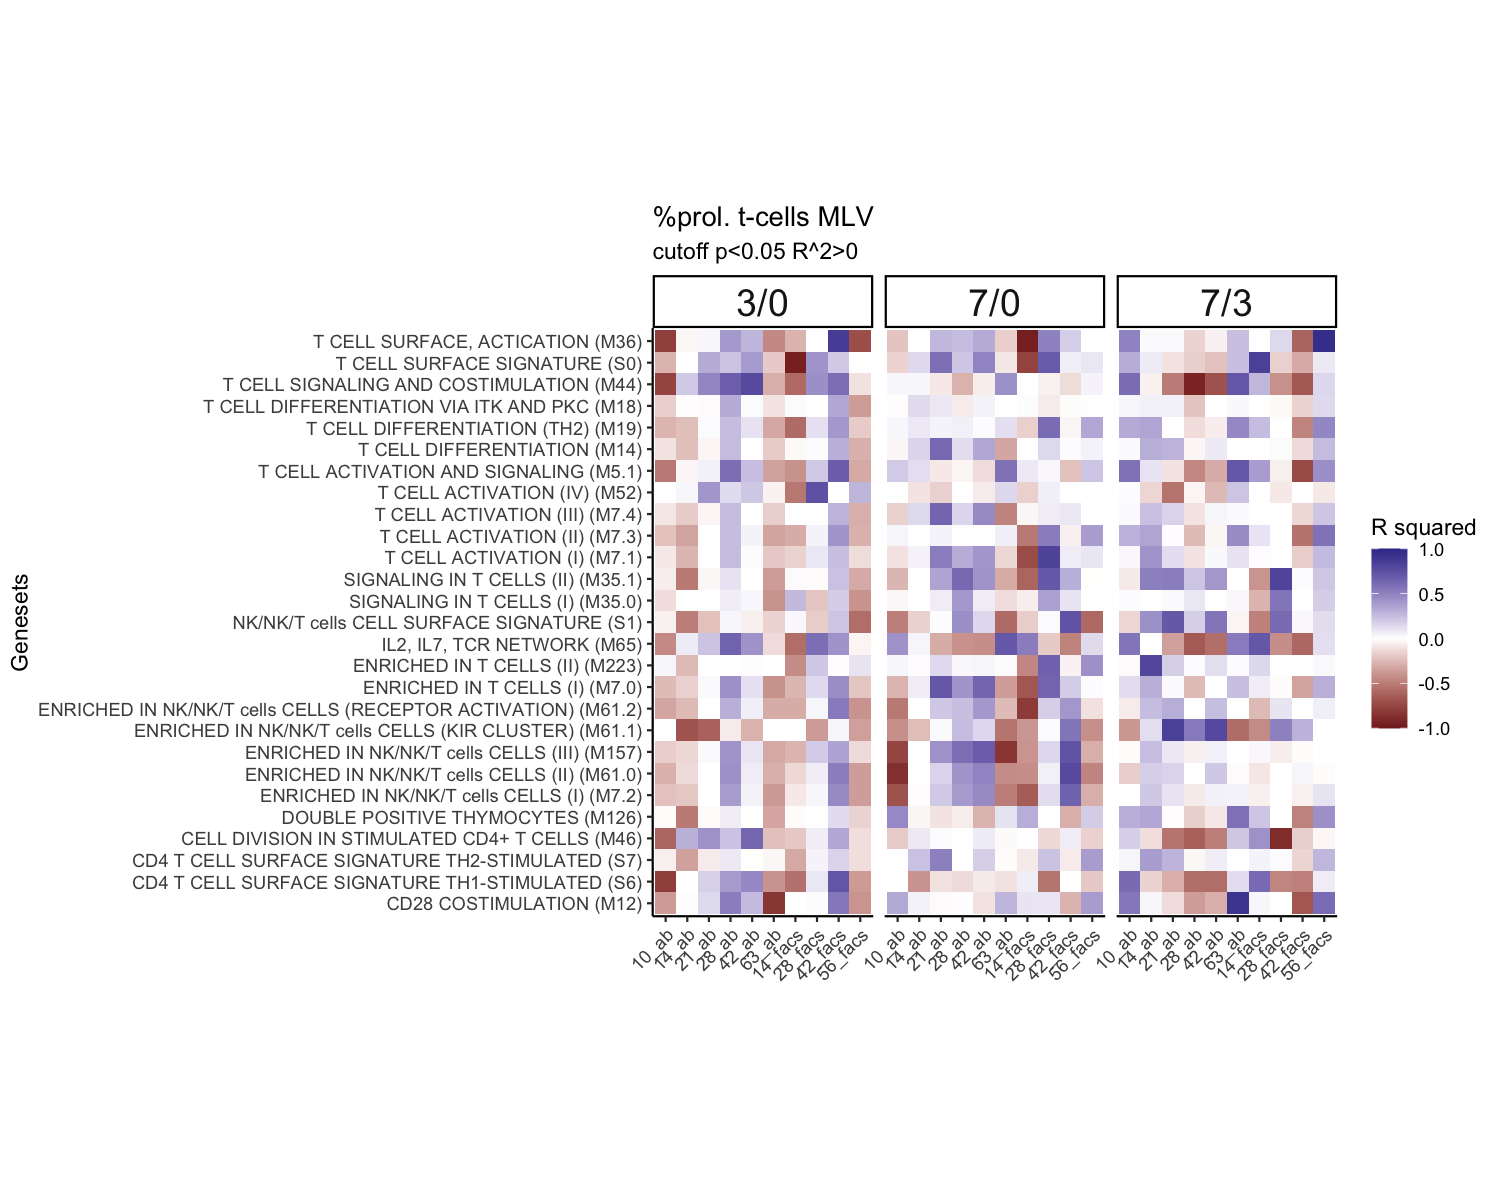 %prol. t-cells MLV
cutoff p<0.05 R^2>0
3/0
7/0
7/3
Genesets
T CELL SURFACE, ACTICATION (M36)
T CELL SURFACE SIGNATURE (S0)
T CELL SIGNALING AND COSTIMULATION (M44)
T CELL DIFFERENTIATION VIA ITK AND PKC (M18)
T CELL DIFFERENTIATION (TH2) (M19)
T CELL DIFFERENTIATION (M14)
T CELL ACTIVATION AND SIGNALING (M5.1)
T CELL ACTIVATION (IV) (M52)
T CELL ACTIVATION (III) (M7.4)
T CELL ACTIVATION (II) (M7.3)
T CELL ACTIVATION (I) (M7.1)
SIGNALING IN T CELLS (II) (M35.1)
SIGNALING IN T CELLS (I) (M35.0)
NK/NK/T cells CELL SURFACE SIGNATURE (S1)
IL2, IL7, TCR NETWORK (M65)
ENRICHED IN T CELLS (II) (M223)
ENRICHED IN T CELLS (I) (M7.0)
ENRICHED IN NK/NK/T cells CELLS (RECEPTOR ACTIVATION) (M61.2)
ENRICHED IN NK/NK/T cells CELLS (KIR CLUSTER) (M61.1)
ENRICHED IN NK/NK/T cells CELLS (III) (M157)
ENRICHED IN NK/NK/T cells CELLS (II) (M61.0)
ENRICHED IN NK/NK/T cells CELLS (I) (M7.2)
DOUBLE POSITIVE THYMOCYTES (M126)
CELL DIVISION IN STIMULATED CD4+ T CELLS (M46)
CD4 T CELL SURFACE SIGNATURE TH2-STIMULATED (S7)
CD4 T CELL SURFACE SIGNATURE TH1-STIMULATED (S6)
CD28 COSTIMULATION (M12)
10_ab
14_ab
21_ab
28_ab
42_ab
63_ab
14_facs
28_facs
42_facs
56_facs
10_ab
14_ab
21_ab
28_ab
42_ab
63_ab
14_facs
28_facs
42_facs
56_facs
10_ab
14_ab
21_ab
28_ab
42_ab
63_ab
14_facs
28_facs
42_facs
56_facs
R squared
1.0
0.5
0.0
-0.5
-1.0